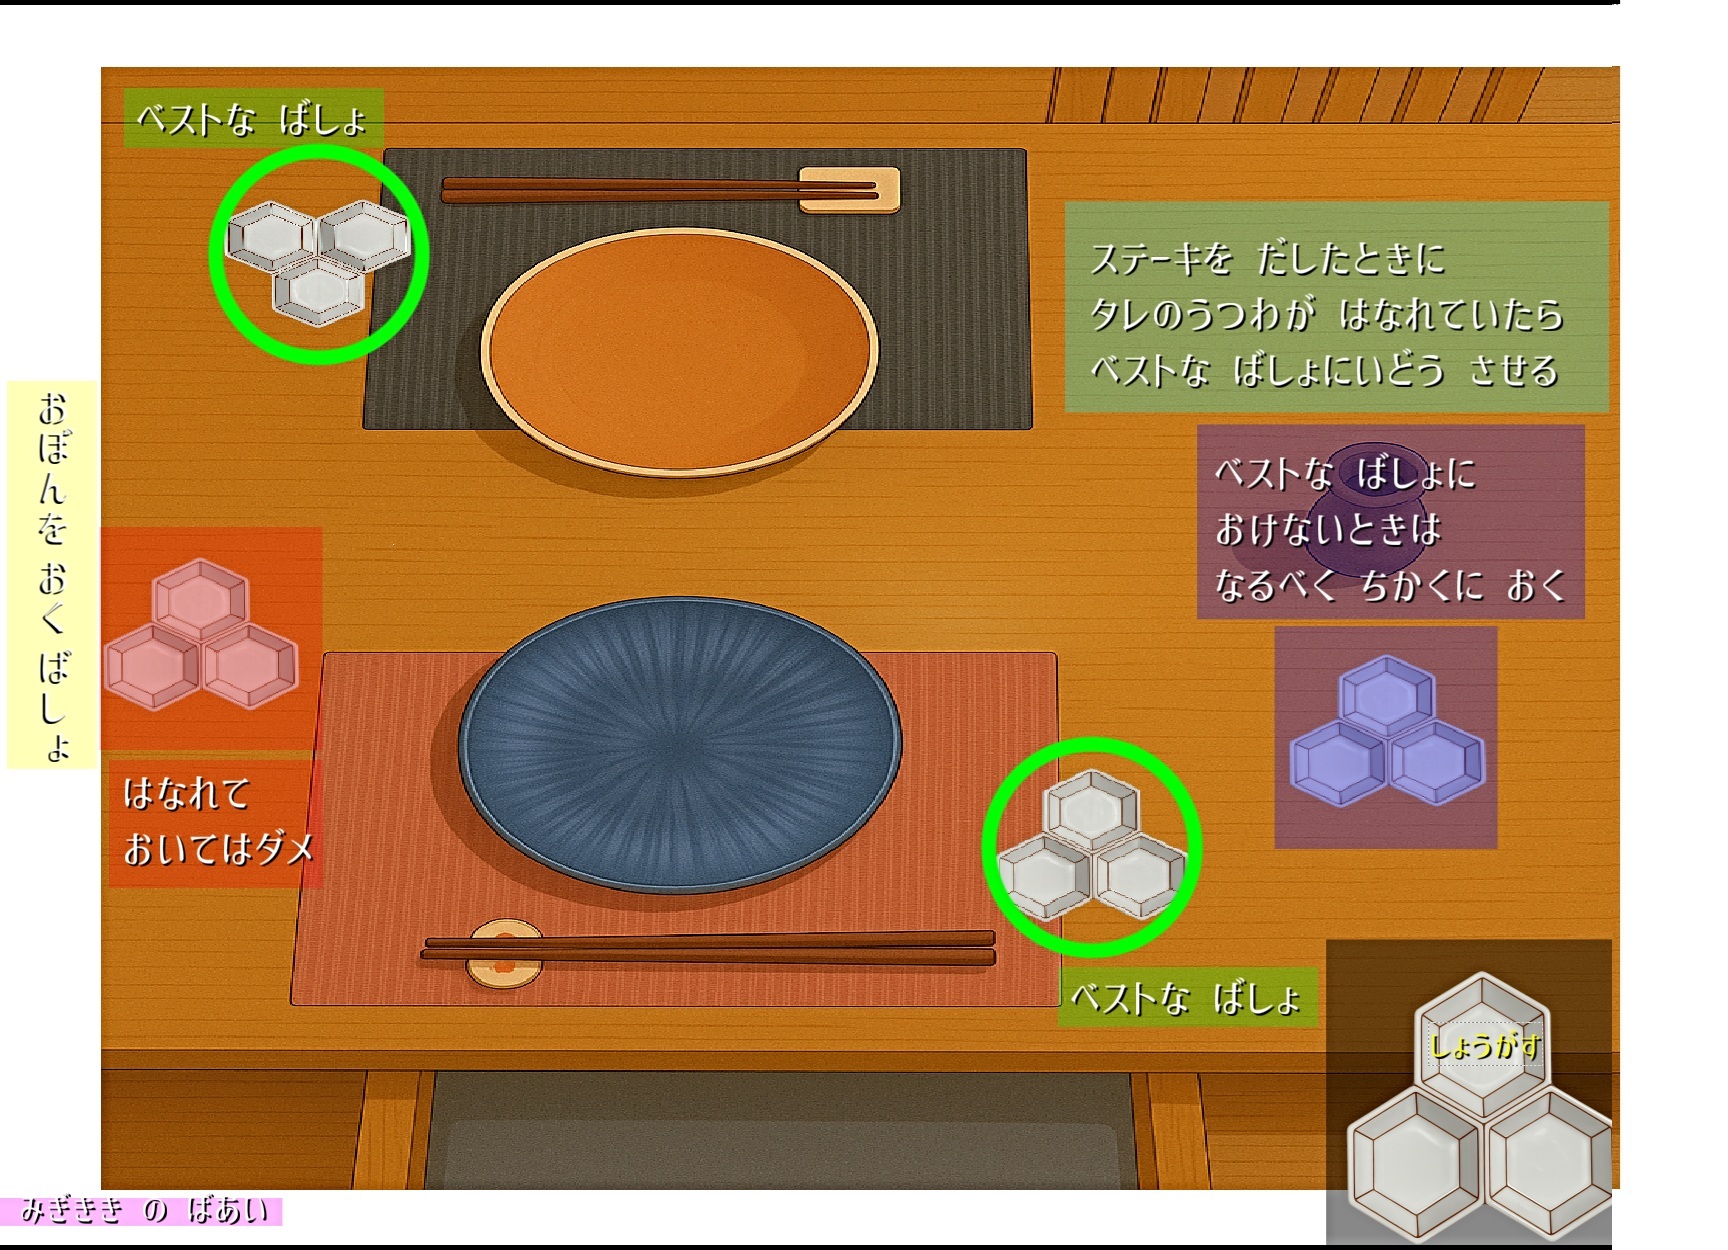 ベストな ばしょ
ステーキを だしたときに
タレのうつわが はなれていたら
ベストな ばしょにいどう させる
おぼんを おく ばしょ
ベストな ばしょに
おけないときは
なるべく ちかくに おく
はなれて
おいてはダメ
ベストな ばしょ
しょうがす
みぎきき の ばあい